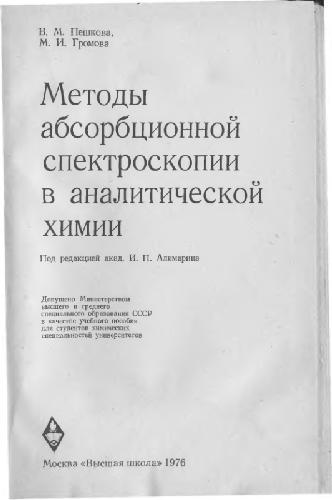 В. М. Пешкова,
М. И. Громова
Методы
абсорбционной
спектроскопии
в аналитической
химии
Под редакцией акад. И. П. Алимарина
Допущено Министерством
высшего и среднего
специального образования СССР
в качестве учебного пособия
для студентов химических
специальностей университетов
Москва «Высшая школа» 1976